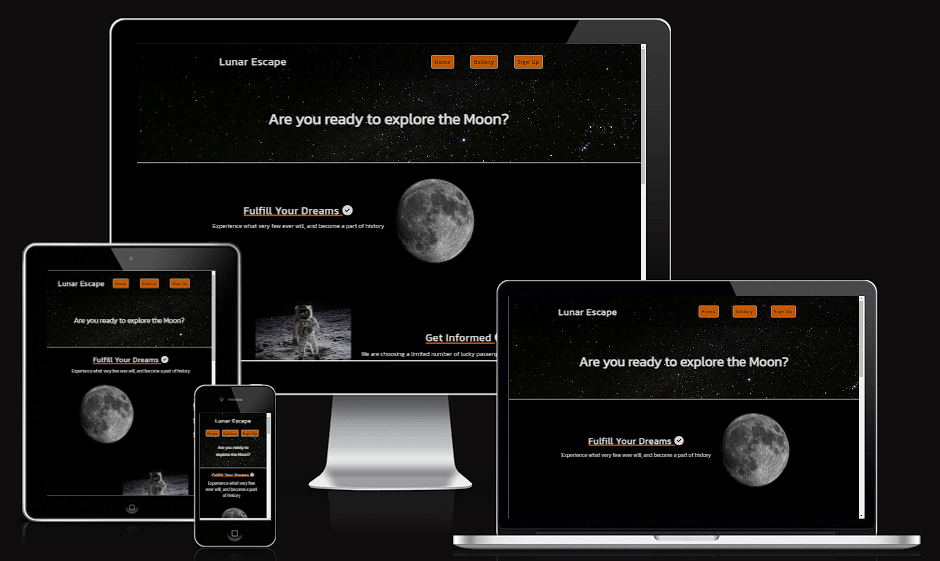 Lunar Escape
Home
Gallery
Sign Up
Are you ready to explore the Moon?
Fulfill Your Dreams
Experience what very few ever will, and become a part of history
Get Informed
We are choosing a limited number of lucky passeng
Lunar Escape
Home
Gallery
Sign Up
Are you ready to explore the Moon?
Fulfill Your Dreams
Experience what very few ever will, and become a part of history
Lunar Escape
Home
Gallery
Sign Up
Are you ready to
explore the Moon?
Fulfill Your Dreams
Experience what very few
ever will, and become a part
of history
Lunar Escape
Home
Gallery
Sign Up
Are you ready to explore the Moon?
Fulfill Your Dreams
Experience what very few ever will, and become a part of history